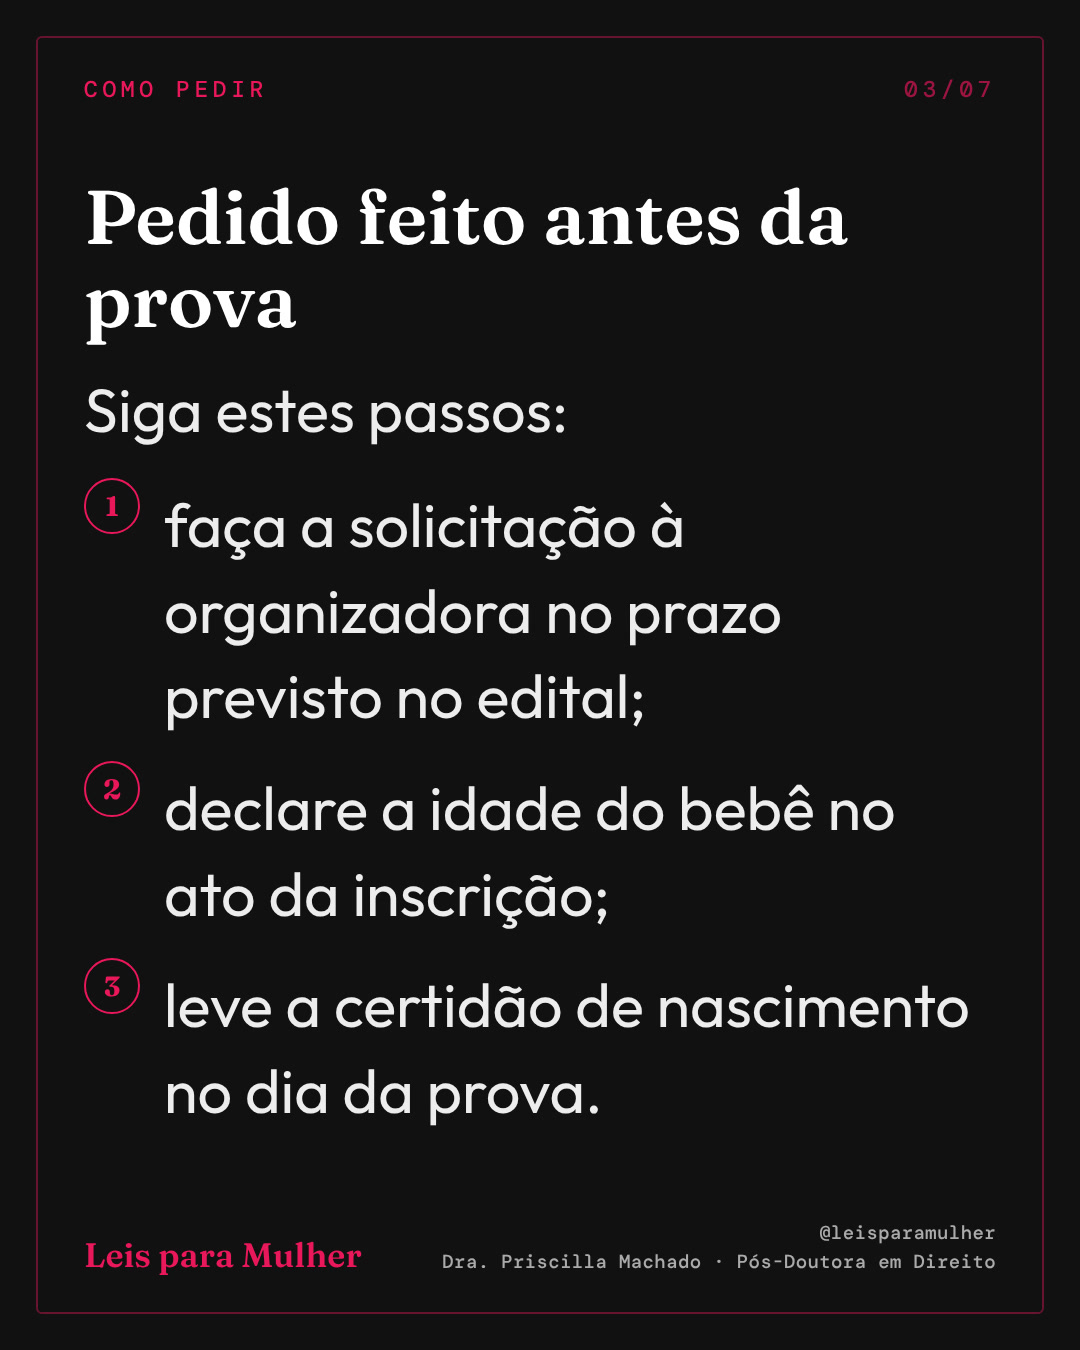 COMO PEDIR
03/07
Pedido feito antes da
prova
Siga estes passos:
1 faça a solicitação à
organizadora no prazo
previsto no edital;
2 declare a idade do bebê no
ato da inscrição;
3 leve a certidão de nascimento
no dia da prova.
@leisparamulher
Leis para Mulher
Dra. Priscilla Machado · Pós-Doutora em Direito